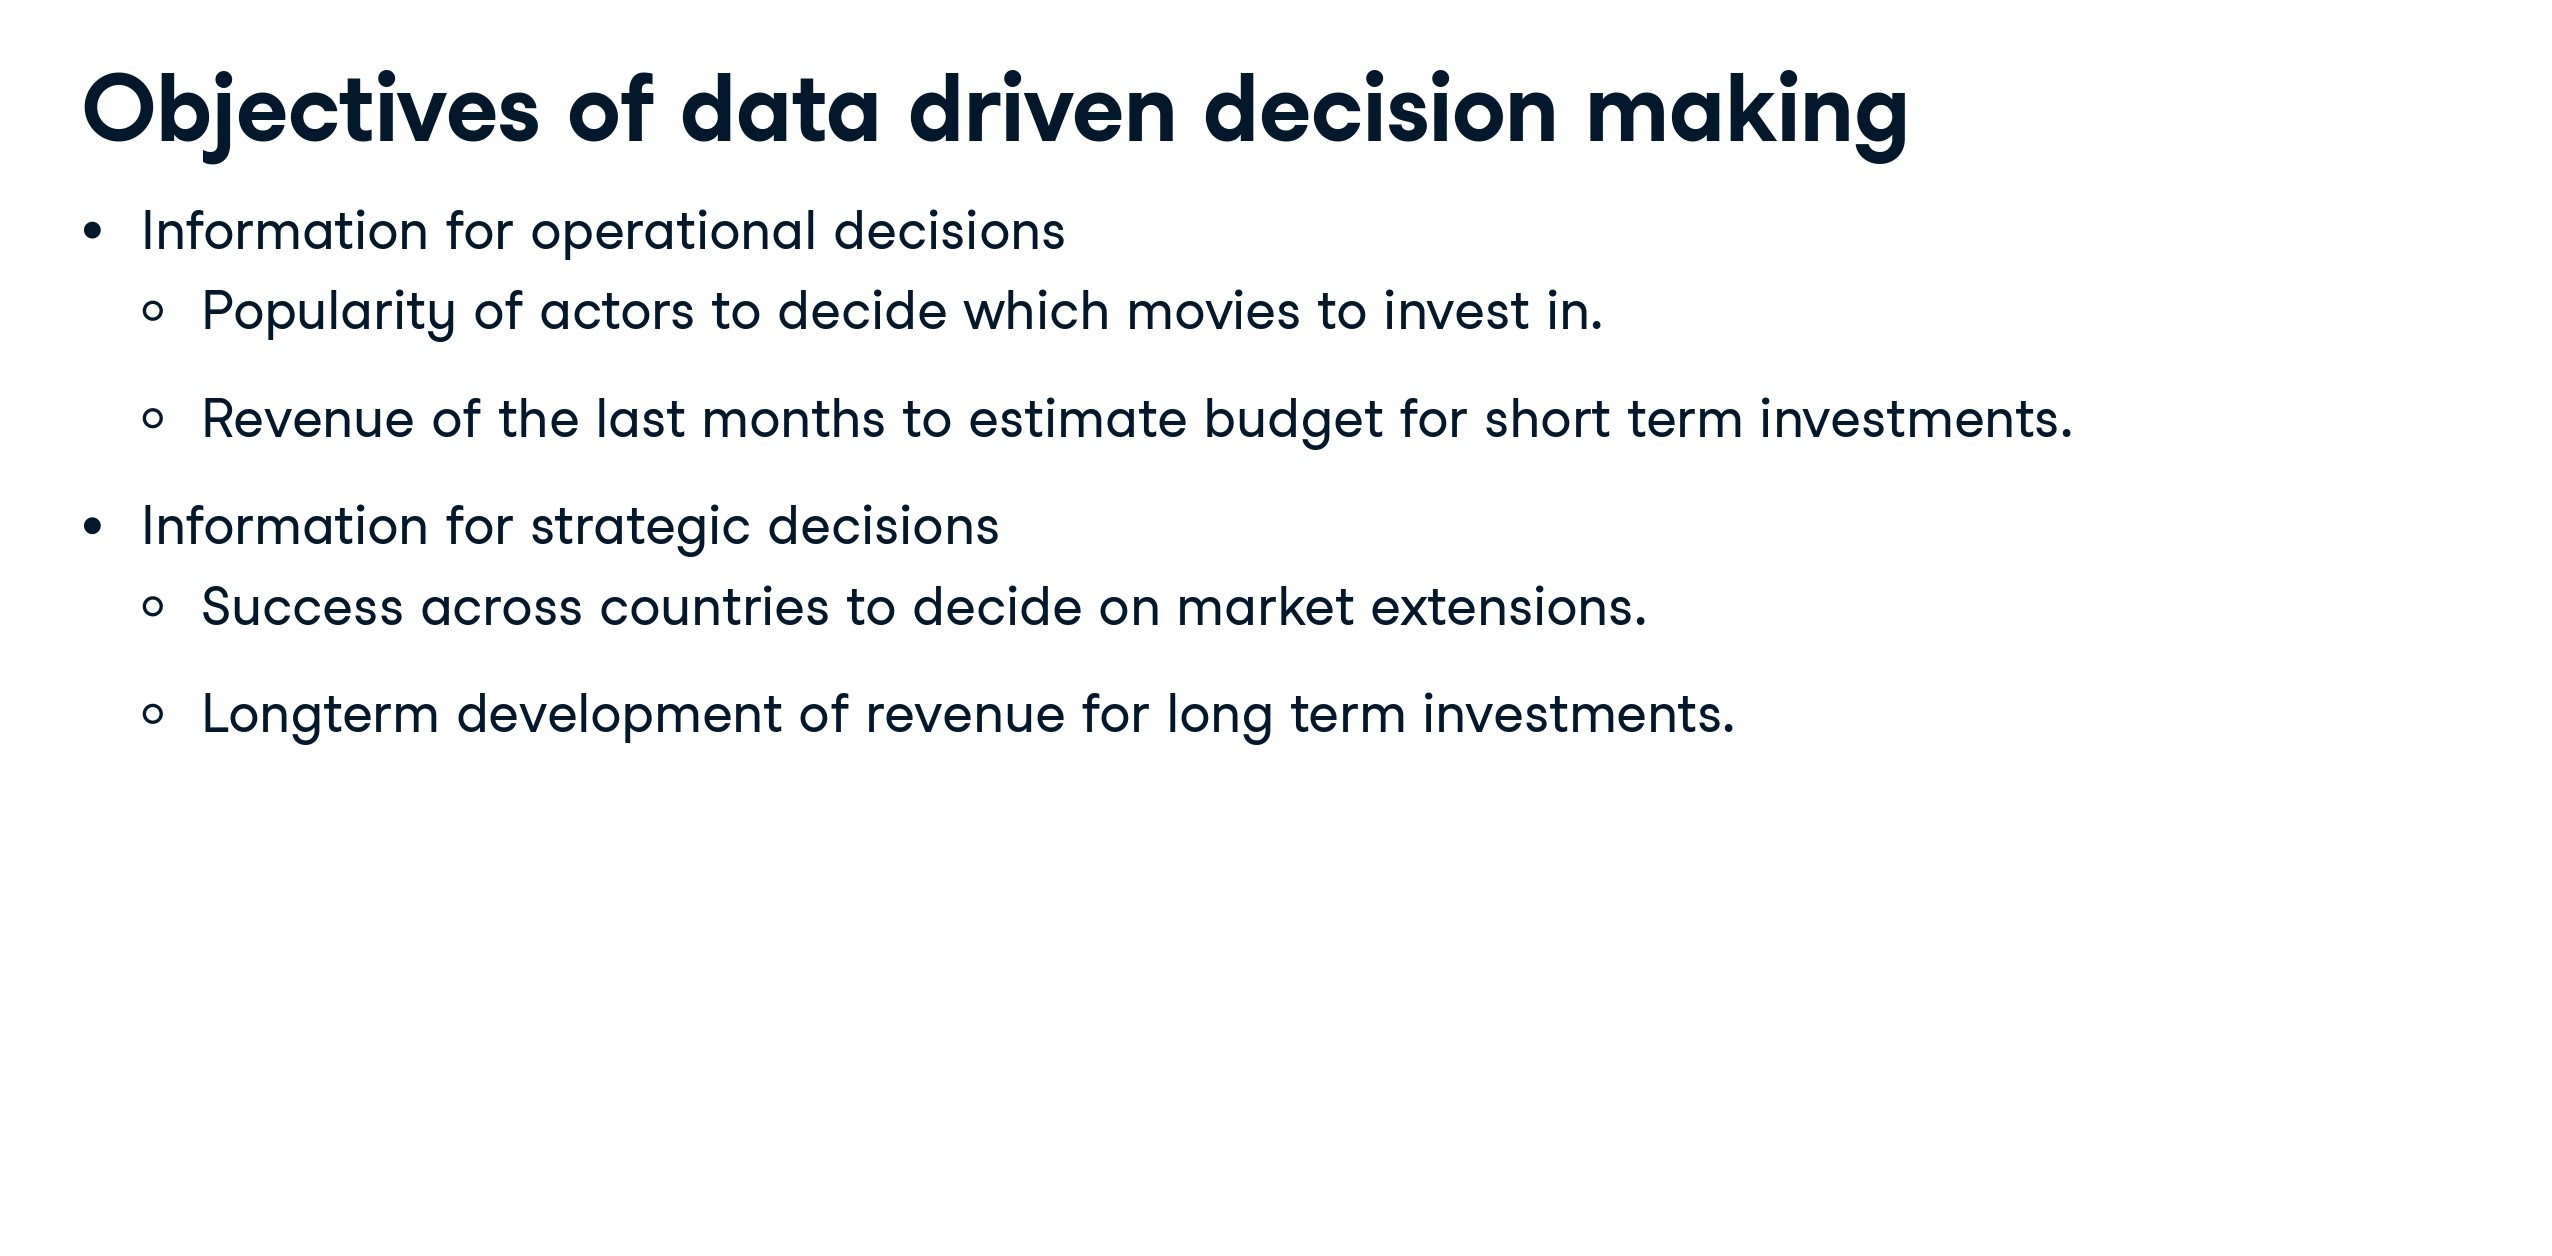 Objectives of data driven decision making
• Information for operational decisions
◦ Popularity of actors to decide which movies to invest in.
◦ Revenue of the last months to estimate budget for short term investments.
• Information for strategic decisions
◦ Success across countries to decide on market extensions.
◦ Longterm development of revenue for long term investments.